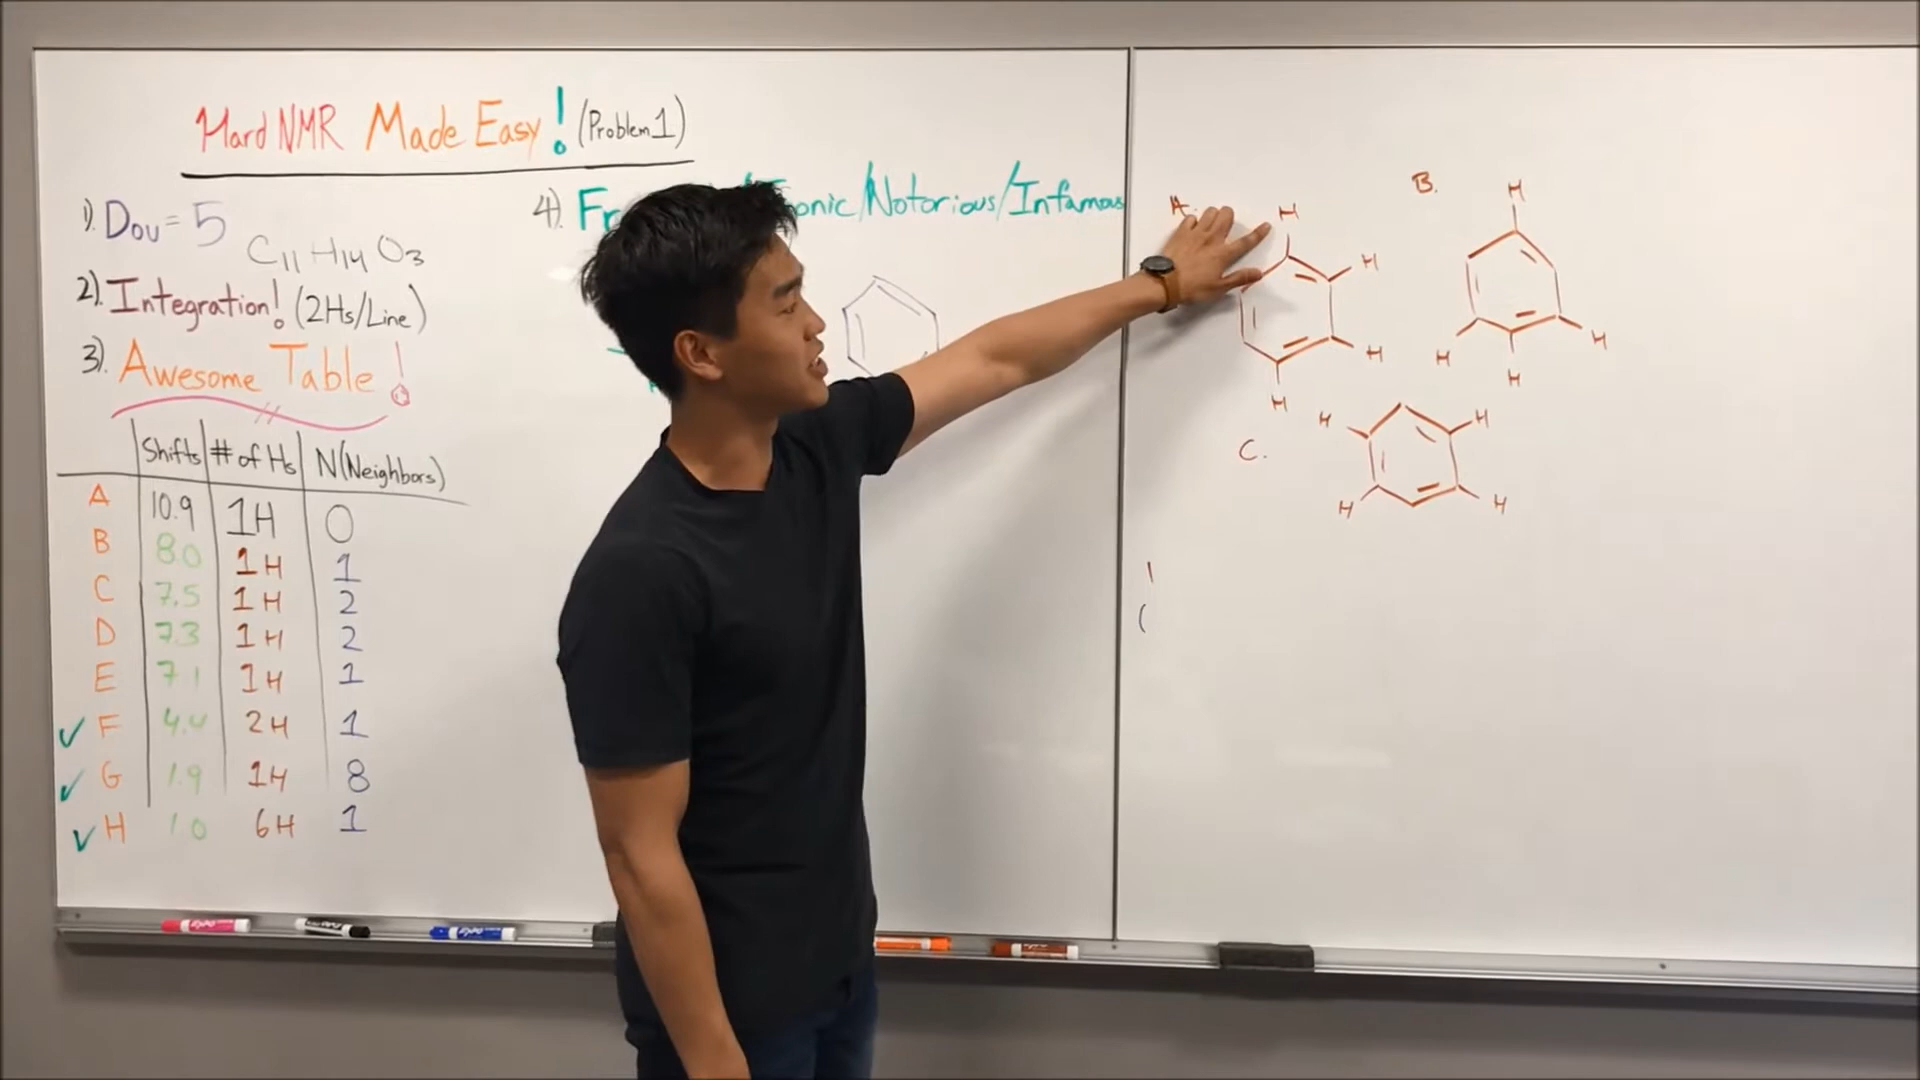 Hard NMR Made Easy! (Problem 1)
1). Dou = 5
C11 H14 O3
2). Integration! (2Hs/Line)
3). Awesome Table!
Shifts # of Hs N(Neighbors)
A 10.9 1H 0
B 8.0 1H 1
C 7.5 1H 2
D 7.3 1H 2
E 7.1 1H 1
✓ F 4.4 2H 1
✓ G 1.9 1H 8
✓ H 1.0 6H 1
4). Fr onic/Notorious/Infamous
A.
H
H
H
H
B.
H
H
H
H
C.
H
H
H
H